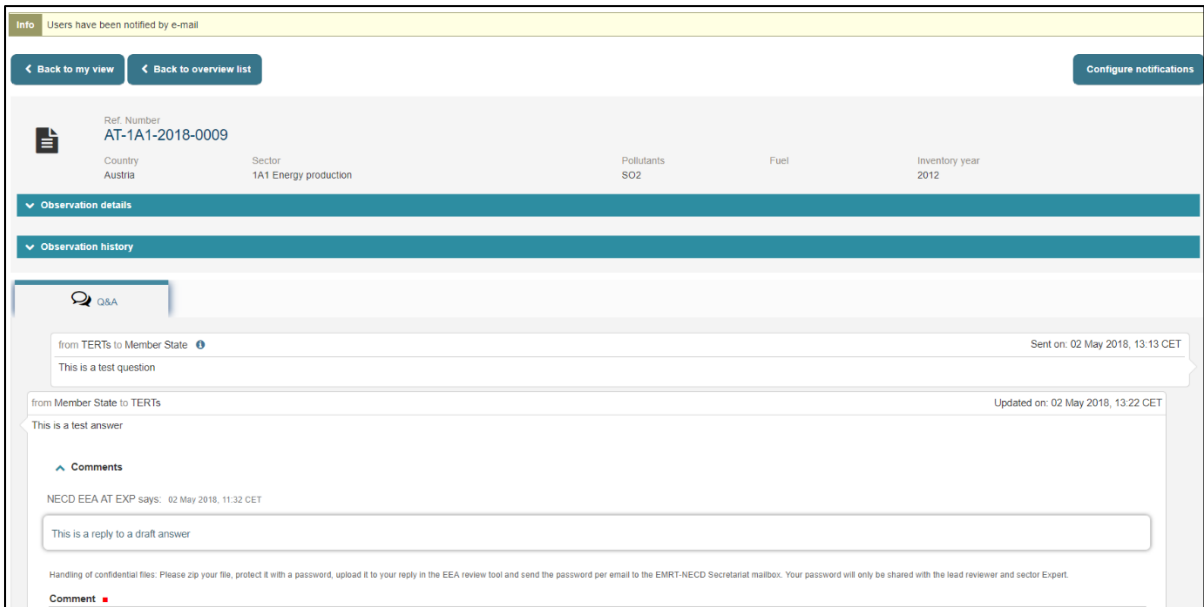 Info Users have been notified by e-mail
Back to my view Back to overview list Configure notifications
Ref. Number
AT-1A1-2018-0009
Country Sector Pollutants Fuel Inventory year
Austria 1A1 Energy production SO2 2012
Observation details
Observation history
Q&A
from TERTs to Member State Sent on: 02 May 2018, 13:13 CET
This is a test question
from Member State to TERTs Updated on: 02 May 2018, 13:22 CET
This is a test answer
Comments
NECD EEA AT EXP says: 02 May 2018, 11:32 CET
This is a reply to a draft answer
Handling of confidential files: Please zip your file, protect it with a password, upload it to your reply in the EEA review tool and send the password per email to the EMRT-NECD Secretariat mailbox. Your password will only be shared with the lead reviewer and sector Expert.
Comment